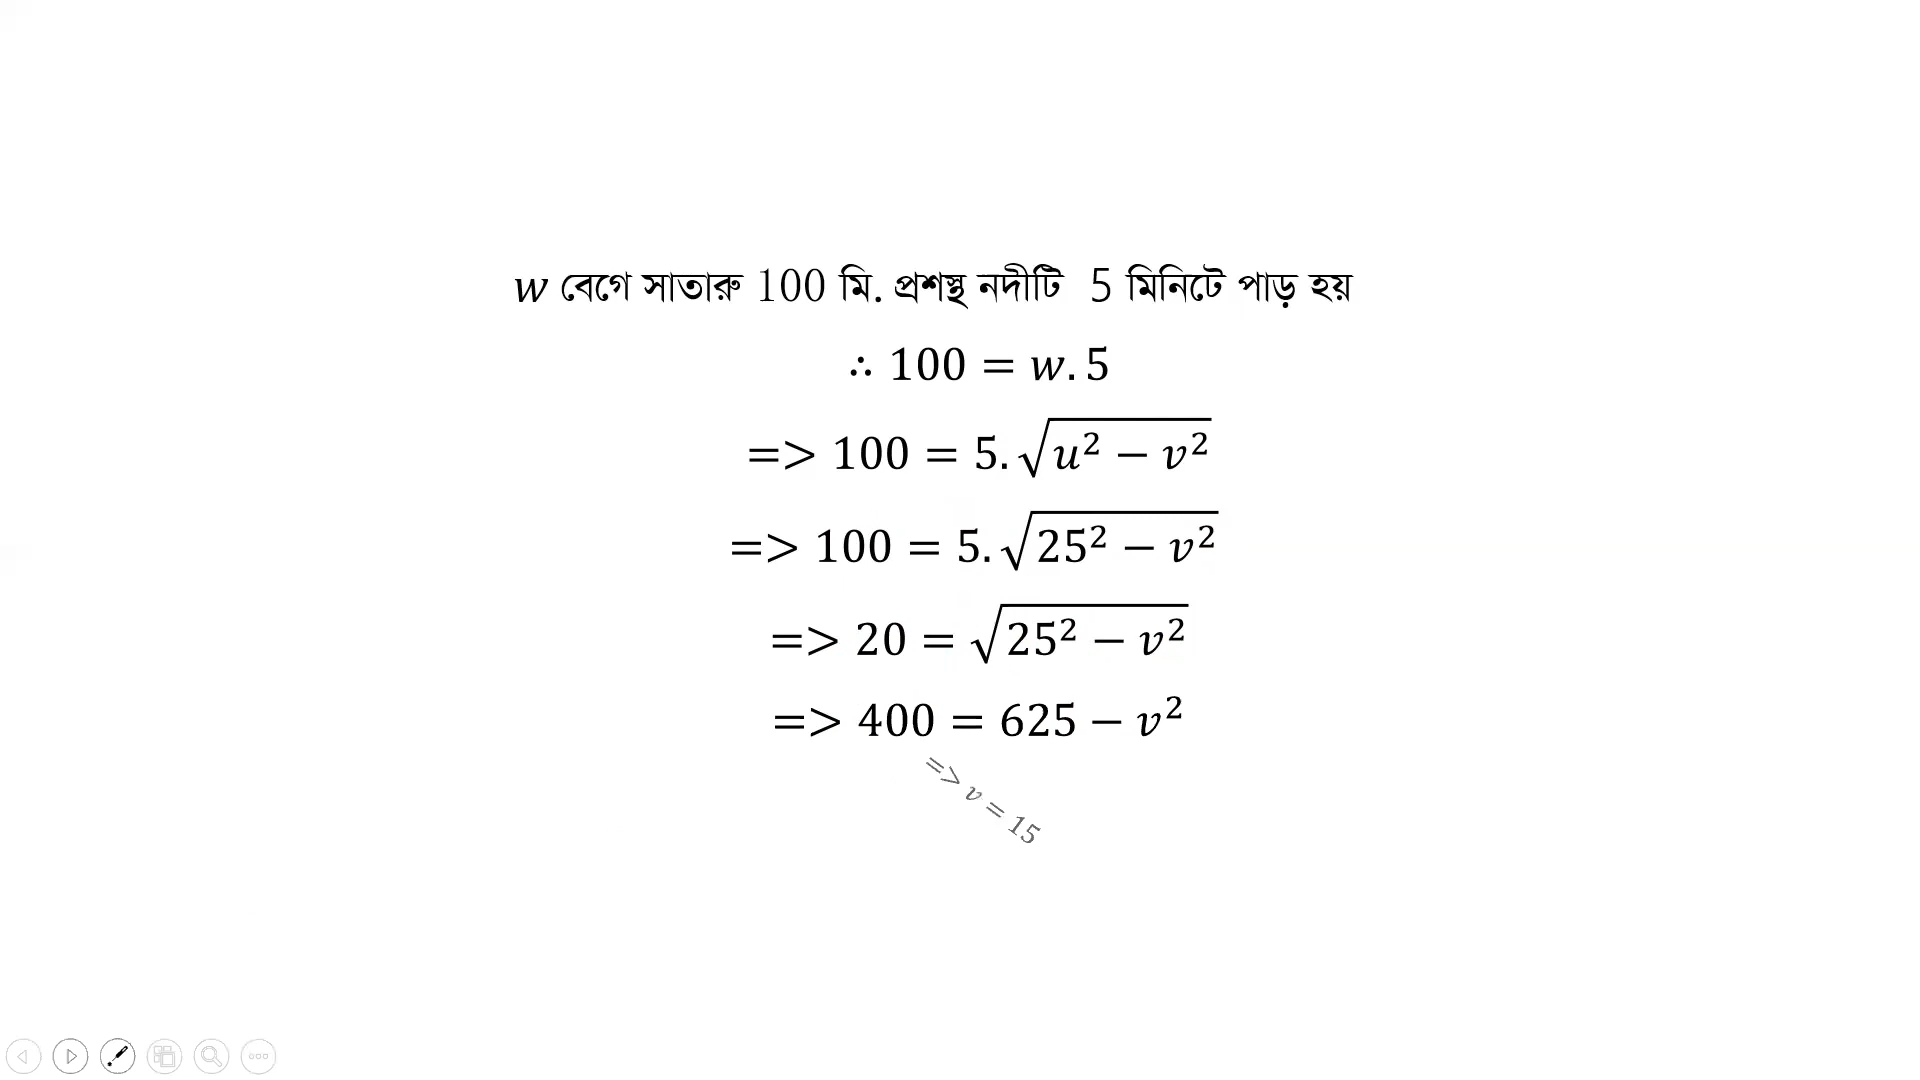 w বেগে সাতারু 100 মি. প্রশস্থ নদীটি 5 মিনিটে পাড় হয়
∴ 100 = w. 5
=> 100 = 5. √(u² − v²)
=> 100 = 5. √(25² − v²)
=> 20 = √(25² − v²)
=> 400 = 625 − v²
=> v = 15